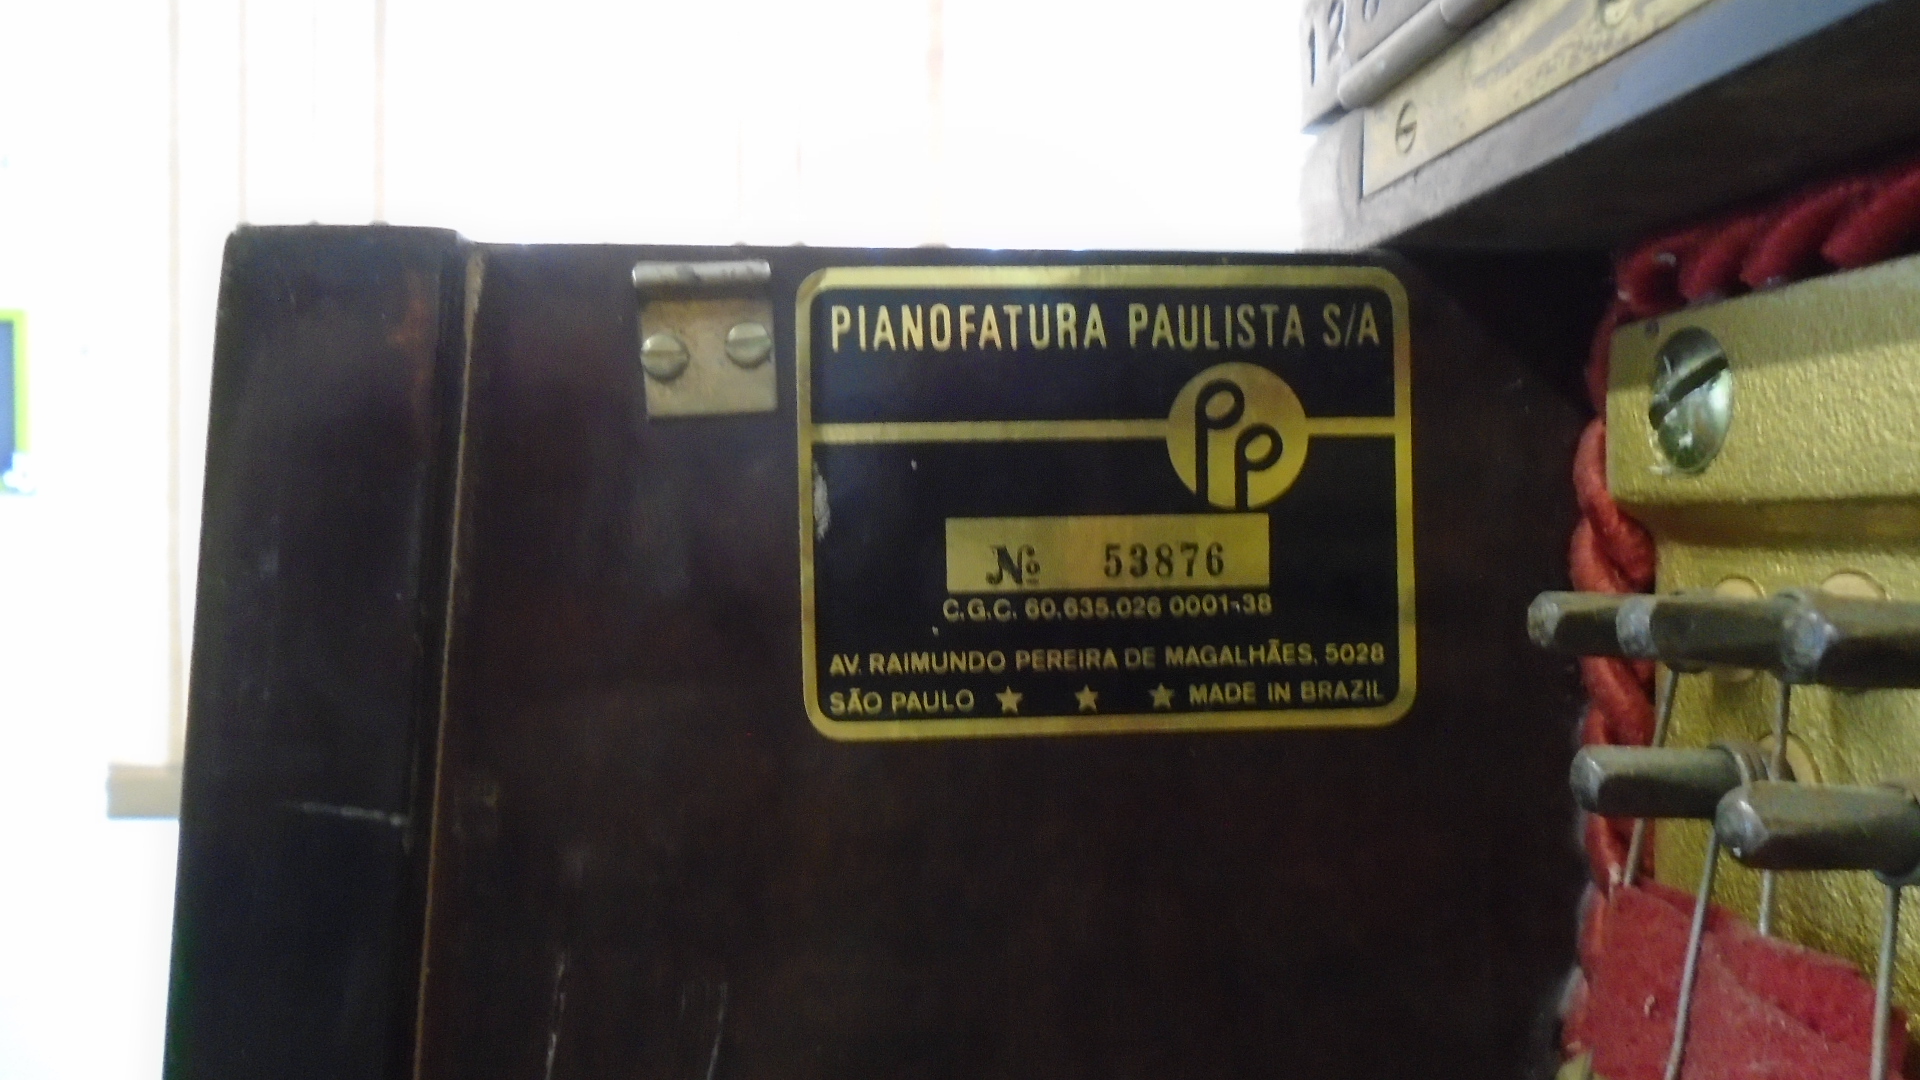 PIANOFATURA PAULISTA S/A
PP
Nº 53876
C.G.C. 60.635.026 0001-38
AV. RAIMUNDO PEREIRA DE MAGALHÃES, 5028
SÃO PAULO ★ ★ ★ MADE IN BRAZIL